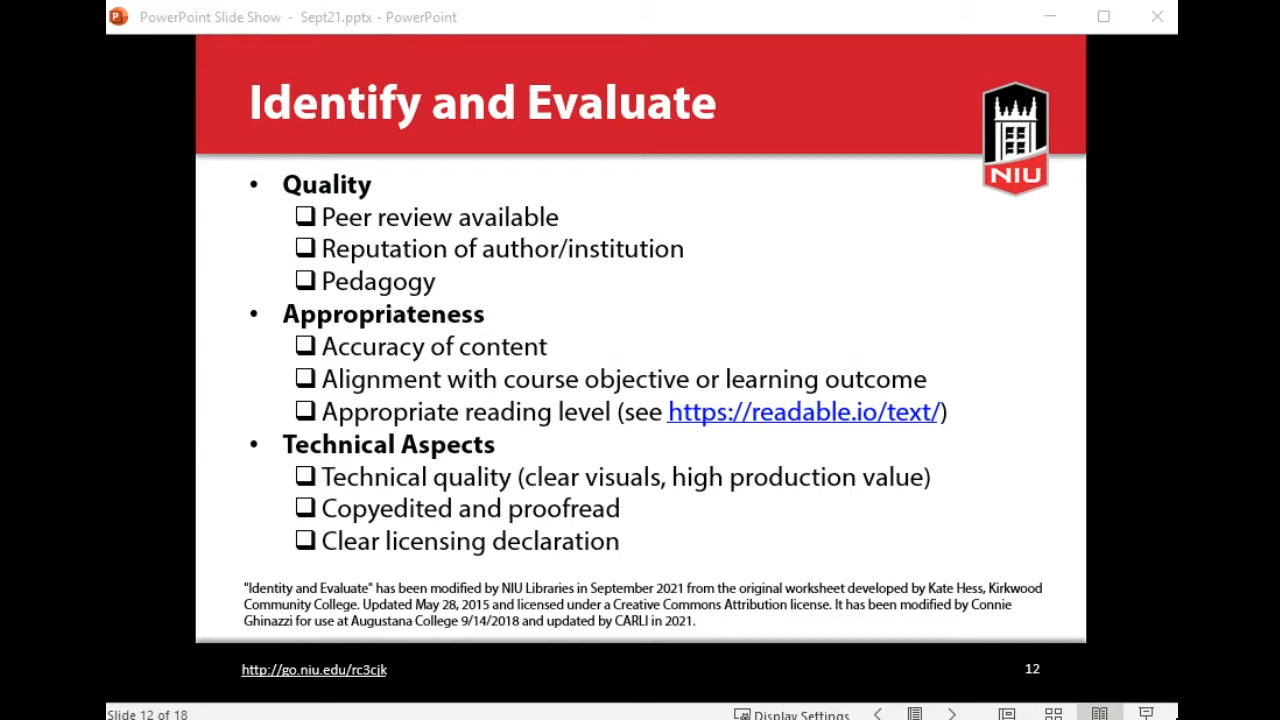 PowerPoint Slide Show - Sept21.pptx - PowerPoint
Identify and Evaluate
NIU
• Quality
❑ Peer review available
❑ Reputation of author/institution
❑ Pedagogy
• Appropriateness
❑ Accuracy of content
❑ Alignment with course objective or learning outcome
❑ Appropriate reading level (see https://readable.io/text/)
• Technical Aspects
❑ Technical quality (clear visuals, high production value)
❑ Copyedited and proofread
❑ Clear licensing declaration
"Identity and Evaluate" has been modified by NIU Libraries in September 2021 from the original worksheet developed by Kate Hess, Kirkwood
Community College. Updated May 28, 2015 and licensed under a Creative Commons Attribution license. It has been modified by Connie
Ghinazzi for use at Augustana College 9/14/2018 and updated by CARLI in 2021.
http://go.niu.edu/rc3cjk
12
Slide 12 of 18
Display Settings